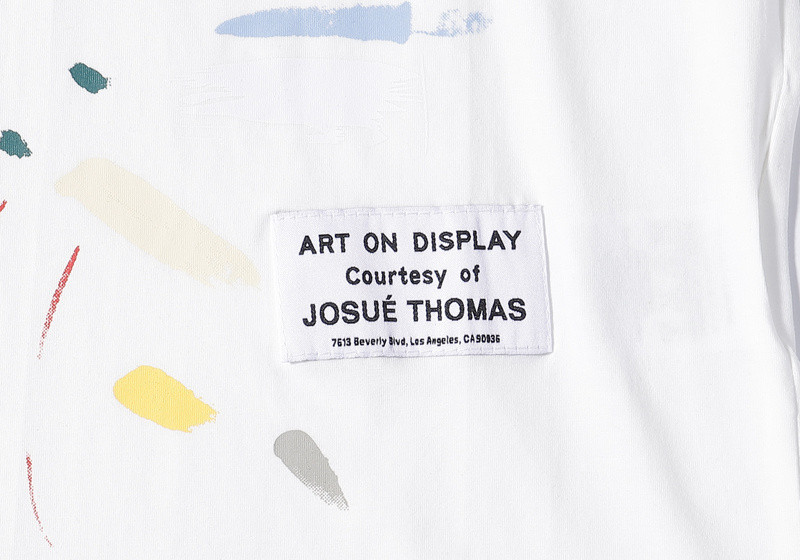 ART ON DISPLAY
Courtesy of
JOSUÉ THOMAS
7613 Beverly Blvd, Los Angeles, CA90036